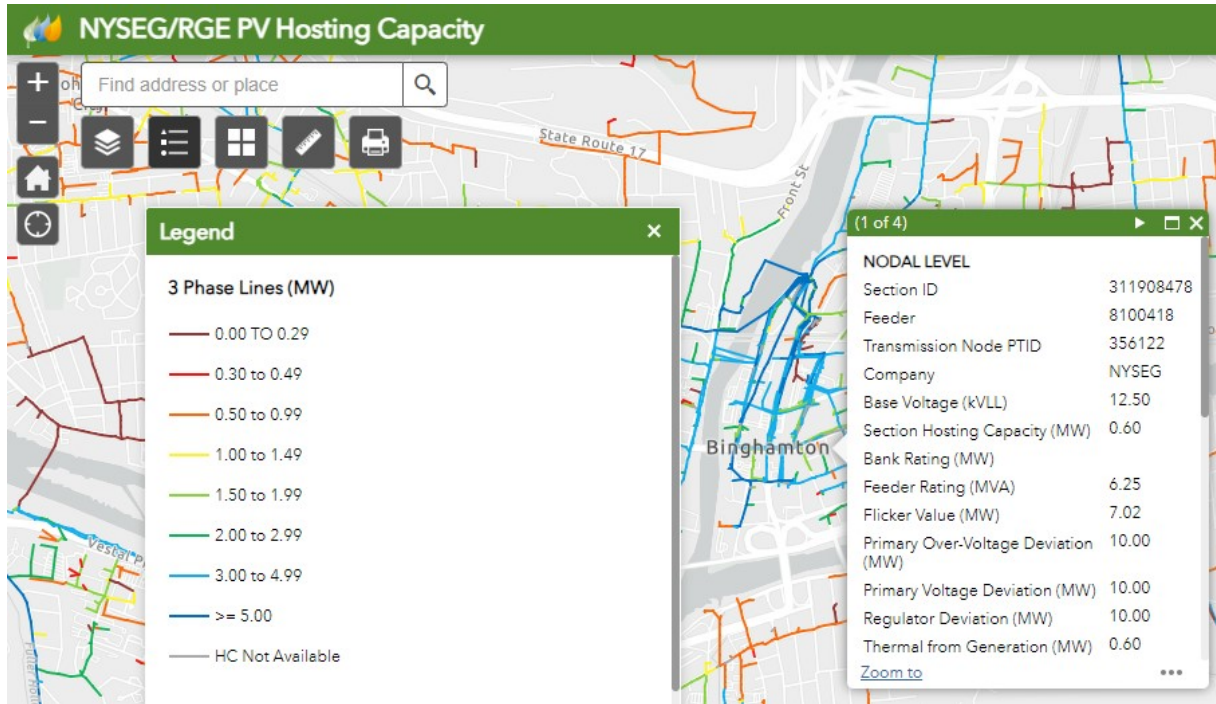 NYSEG/RGE PV Hosting Capacity
Find address or place
State Route 17
Front St
Legend
3 Phase Lines (MW)
0.00 TO 0.29
0.30 to 0.49
0.50 to 0.99
1.00 to 1.49
1.50 to 1.99
2.00 to 2.99
3.00 to 4.99
>= 5.00
HC Not Available
Binghamton
Vestal P
(1 of 4)
NODAL LEVEL
Section ID 311908478
Feeder 8100418
Transmission Node PTID 356122
Company NYSEG
Base Voltage (kVLL) 12.50
Section Hosting Capacity (MW) 0.60
Bank Rating (MW)
Feeder Rating (MVA) 6.25
Flicker Value (MW) 7.02
Primary Over-Voltage Deviation 10.00
(MW)
Primary Voltage Deviation (MW) 10.00
Regulator Deviation (MW) 10.00
Thermal from Generation (MW) 0.60
Zoom to